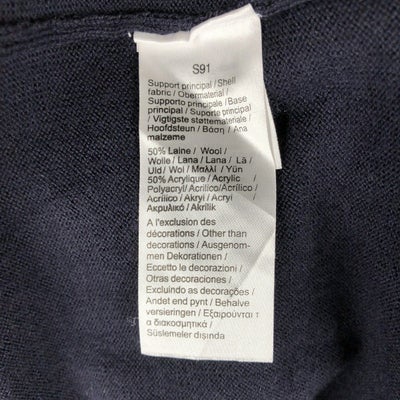 S91
Support principal / Shell
fabric / Obermaterial /
Supporto principale / Base
principal / Suporte principal
/ Vigtigste støttemateriale /
Hoofdsteun / Βάση / Ana
malzeme
50% Laine / Wool /
Wolle / Lana / Lana / Lã /
Uld / Wol / Μαλλί / Yün
50% Acrylique / Acrylic /
Polyacryl / Acrilico / Acrílico /
Acrílico / Akryl / Acryl /
Ακρυλικό / Akrilik
A l'exclusion des
décorations / Other than
decorations / Ausgenom-
men Dekorationen /
Eccetto le decorazioni /
Otras decoraciones /
Excluindo as decorações /
Andet end pynt / Behalve
versieringen / Εξαιρούνται τ
α διακοσμητικά /
Süslemeler dışında